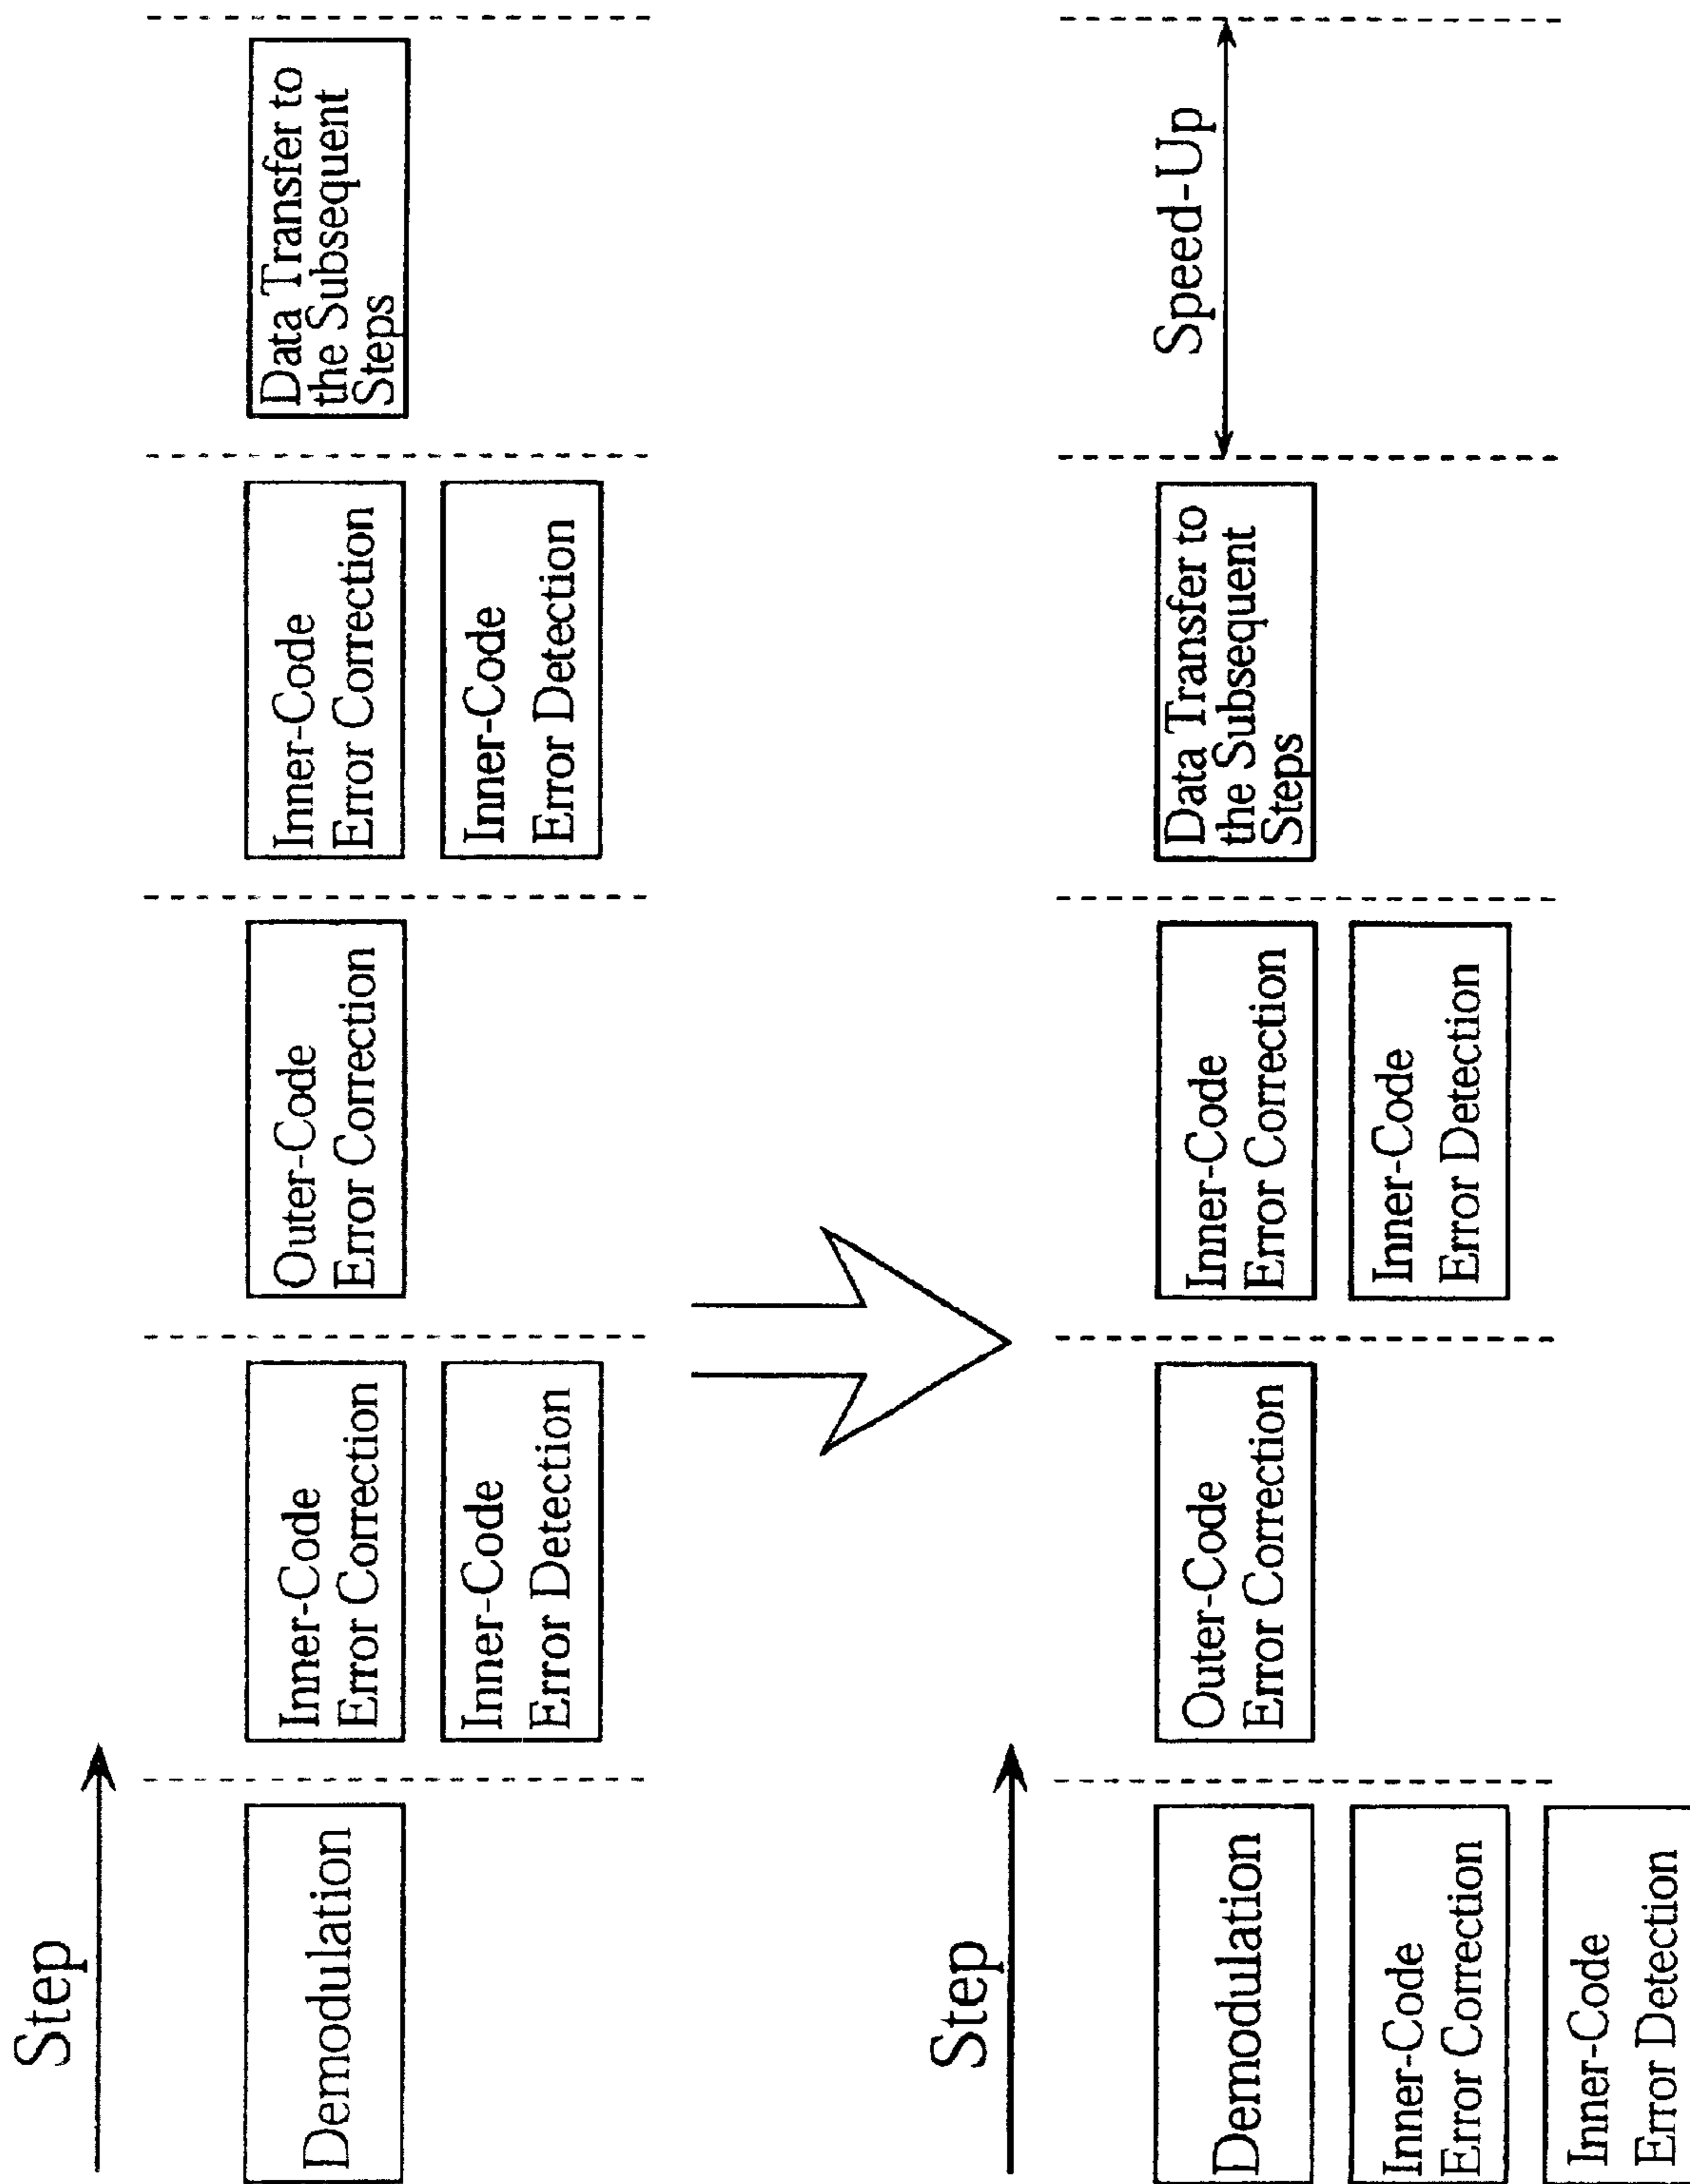 Step
Demodulation
Inner-Code
Error Correction
Inner-Code
Error Detection
Outer-Code
Error Correction
Inner-Code
Error Correction
Inner-Code
Error Detection
Data Transfer to
the Subsequent
Steps
Step
Demodulation
Inner-Code
Error Correction
Inner-Code
Error Detection
Outer-Code
Error Correction
Inner-Code
Error Correction
Inner-Code
Error Detection
Data Transfer to
the Subsequent
Steps
Speed-Up